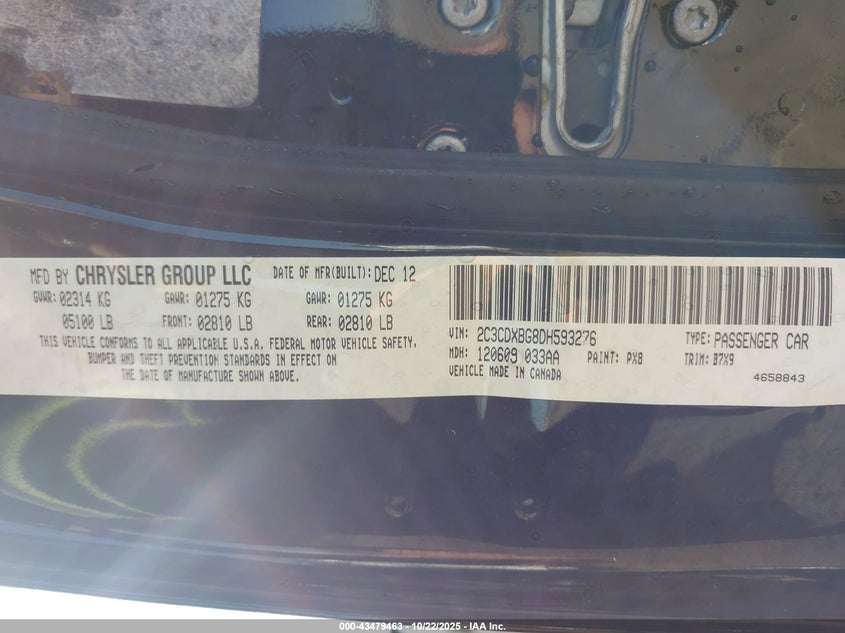 MFD BY CHRYSLER GROUP LLC DATE OF MFR(BUILT): DEC 12
GVWR: 02314 KG GAWR: 01275 KG GAWR: 01275 KG
05100 LB FRONT: 02810 LB REAR: 02810 LB
THIS VEHICLE CONFORMS TO ALL APPLICABLE U.S.A. FEDERAL MOTOR VEHICLE SAFETY,
BUMPER AND THEFT PREVENTION STANDARDS IN EFFECT ON
THE DATE OF MANUFACTURE SHOWN ABOVE.
VIN: 2C3CDXBG8DH593276 TYPE: PASSENGER CAR
MDH: 120609 033AA PAINT: PX8 TRIM: B7X9
VEHICLE MADE IN CANADA 4658843
000-43479463 - 10/22/2025 - IAA Inc.